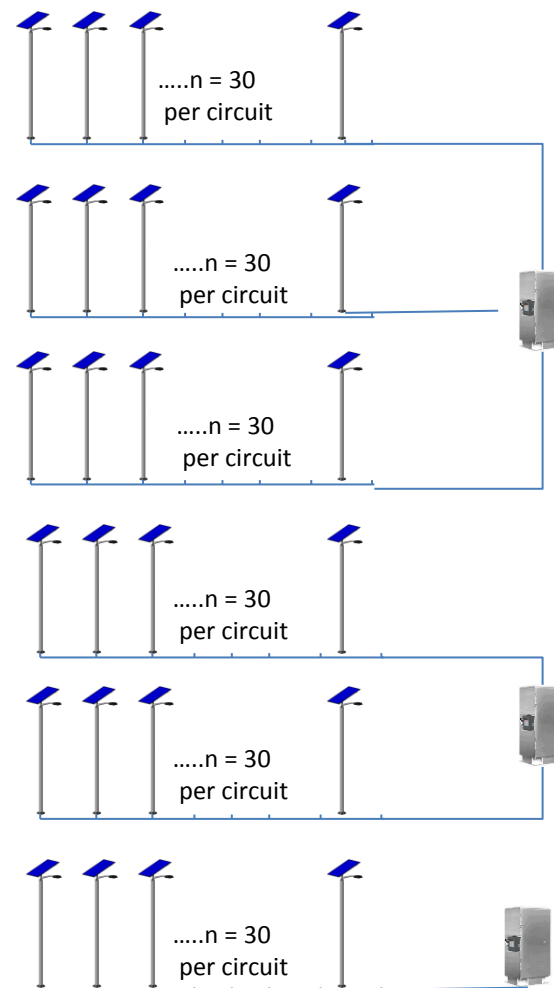 .....n = 30
per circuit
.....n = 30
per circuit
.....n = 30
per circuit
.....n = 30
per circuit
.....n = 30
per circuit
.....n = 30
per circuit